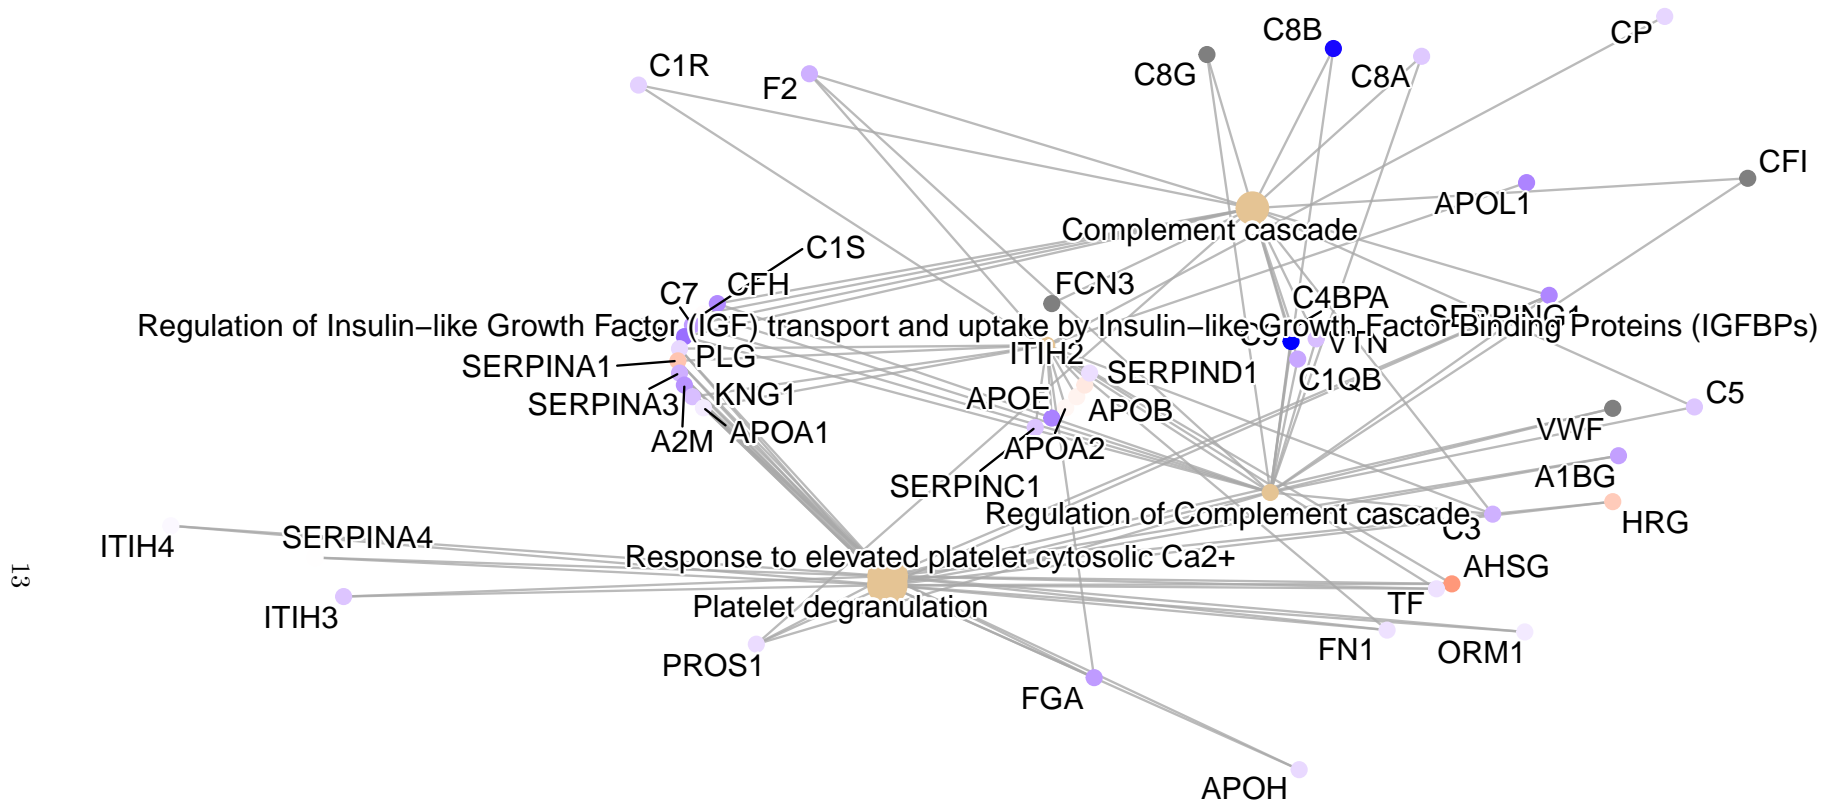 CP
C8B
C1R
C8G
C8A
F2
CFI
APOL1
Complement cascade
C1S
CFH
FCN3
C7
C4BPA
SERPING1
Regulation of Insulin−like Growth Factor (IGF) transport and uptake by Insulin−like Growth Factor Binding Proteins (IGFBPs)
C9
VTN
ITIH2
PLG
SERPINA1
SERPIND1
C1QB
KNG1
C5
APOE
SERPINA3
APOB
VWF
APOA1
A2M
APOA2
A1BG
SERPINC1
Regulation of Complement cascade
HRG
C3
SERPINA4
ITIH4
Response to elevated platelet cytosolic Ca2+
AHSG
13
TF
Platelet degranulation
ITIH3
FN1
ORM1
PROS1
FGA
APOH